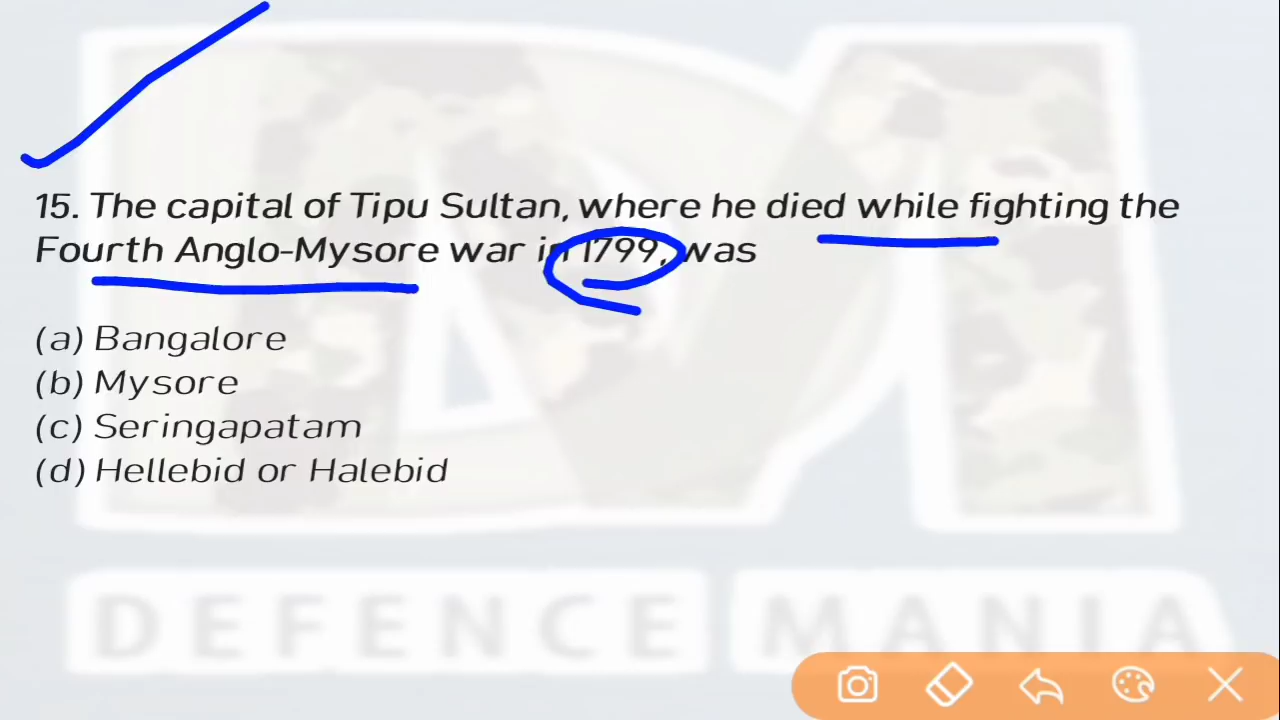 15. The capital of Tipu Sultan, where he died while fighting the
Fourth Anglo-Mysore war in 1799, was
(a) Bangalore
(b) Mysore
(c) Seringapatam
(d) Hellebid or Halebid
DEFENCE MANIA